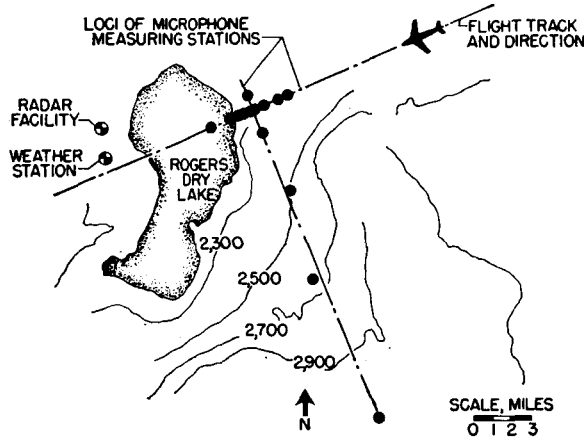 LOCI OF MICROPHONE
MEASURING STATIONS
FLIGHT TRACK
AND DIRECTION
RADAR
FACILITY
WEATHER
STATION
ROGERS
DRY
LAKE
2,300
2,500
2,700
2,900
N
SCALE, MILES
0 1 2 3